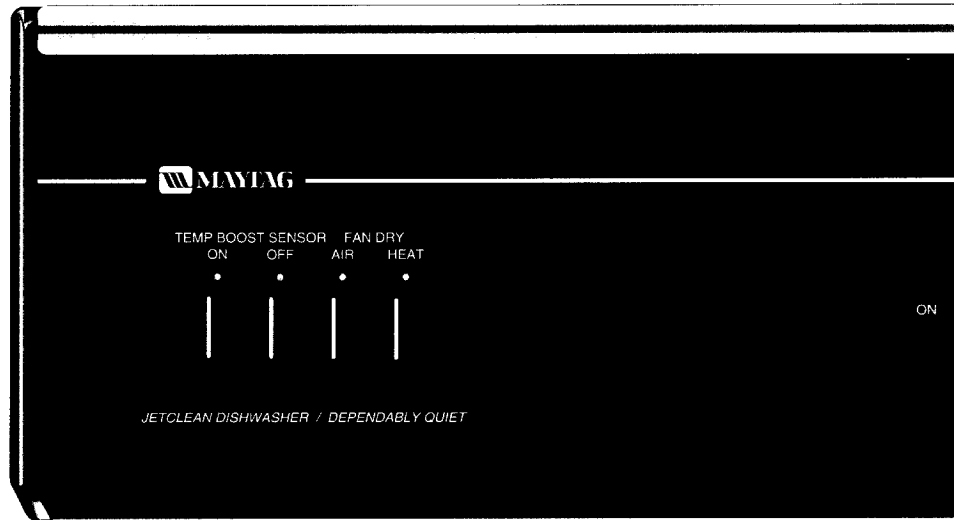 MAYTAG
TEMP BOOST SENSOR FAN DRY
ON OFF AIR HEAT
ON
JETCLEAN DISHWASHER / DEPENDABLY QUIET